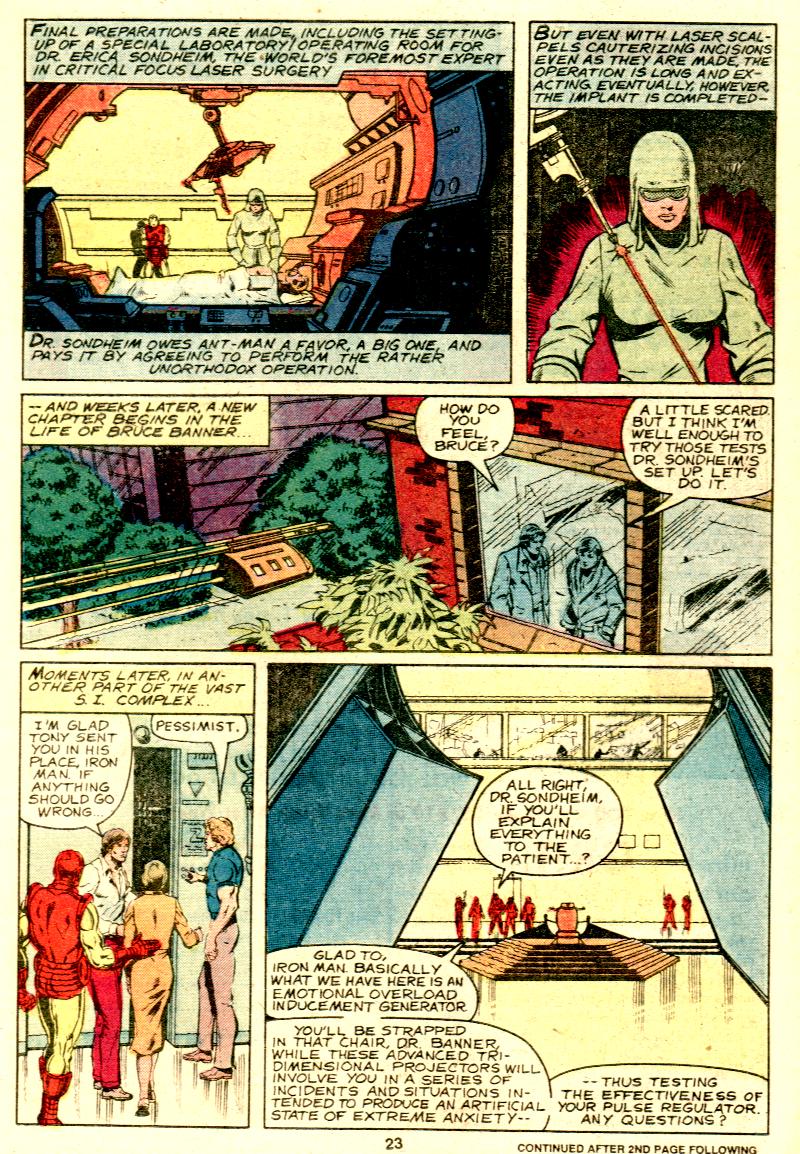 FINAL PREPARATIONS ARE MADE, INCLUDING THE SETTING-
UP OF A SPECIAL LABORATORY/OPERATING ROOM FOR
DR. ERICA SONDHEIM, THE WORLD'S FOREMOST EXPERT
IN CRITICAL FOCUS LASER SURGERY
DR. SONDHEIM OWES ANT-MAN A FAVOR, A BIG ONE, AND
PAYS IT BY AGREEING TO PERFORM THE RATHER
UNORTHODOX OPERATION.
BUT EVEN WITH LASER SCAL-
PELS CAUTERIZING INCISIONS
EVEN AS THEY ARE MADE, THE
OPERATION IS LONG AND EX-
ACTING. EVENTUALLY, HOWEVER,
THE IMPLANT IS COMPLETED--
--AND WEEKS LATER, A NEW
CHAPTER BEGINS IN THE
LIFE OF BRUCE BANNER...
HOW DO
YOU
FEEL,
BRUCE?
A LITTLE SCARED.
BUT I THINK I'M
WELL ENOUGH TO
TRY THOSE TESTS
DR. SONDHEIM'S
SET UP. LET'S
DO IT.
MOMENTS LATER, IN AN-
OTHER PART OF THE VAST
S.I. COMPLEX...
I'M GLAD
TONY SENT
YOU IN HIS
PLACE, IRON
MAN. IF
ANYTHING
SHOULD GO
WRONG...
PESSIMIST.
ALL RIGHT,
DR. SONDHEIM,
IF YOU'LL
EXPLAIN
EVERYTHING
TO THE
PATIENT...?
GLAD TO,
IRON MAN. BASICALLY
WHAT WE HAVE HERE IS AN
EMOTIONAL OVERLOAD
INDUCEMENT GENERATOR.
YOU'LL BE STRAPPED
IN THAT CHAIR, DR. BANNER,
WHILE THESE ADVANCED TRI-
DIMENSIONAL PROJECTORS WILL
INVOLVE YOU IN A SERIES OF
INCIDENTS AND SITUATIONS IN-
TENDED TO PRODUCE AN ARTIFICIAL
STATE OF EXTREME ANXIETY--
--THUS TESTING
THE EFFECTIVENESS OF
YOUR PULSE REGULATOR.
ANY QUESTIONS?
23
CONTINUED AFTER 2ND PAGE FOLLOWING